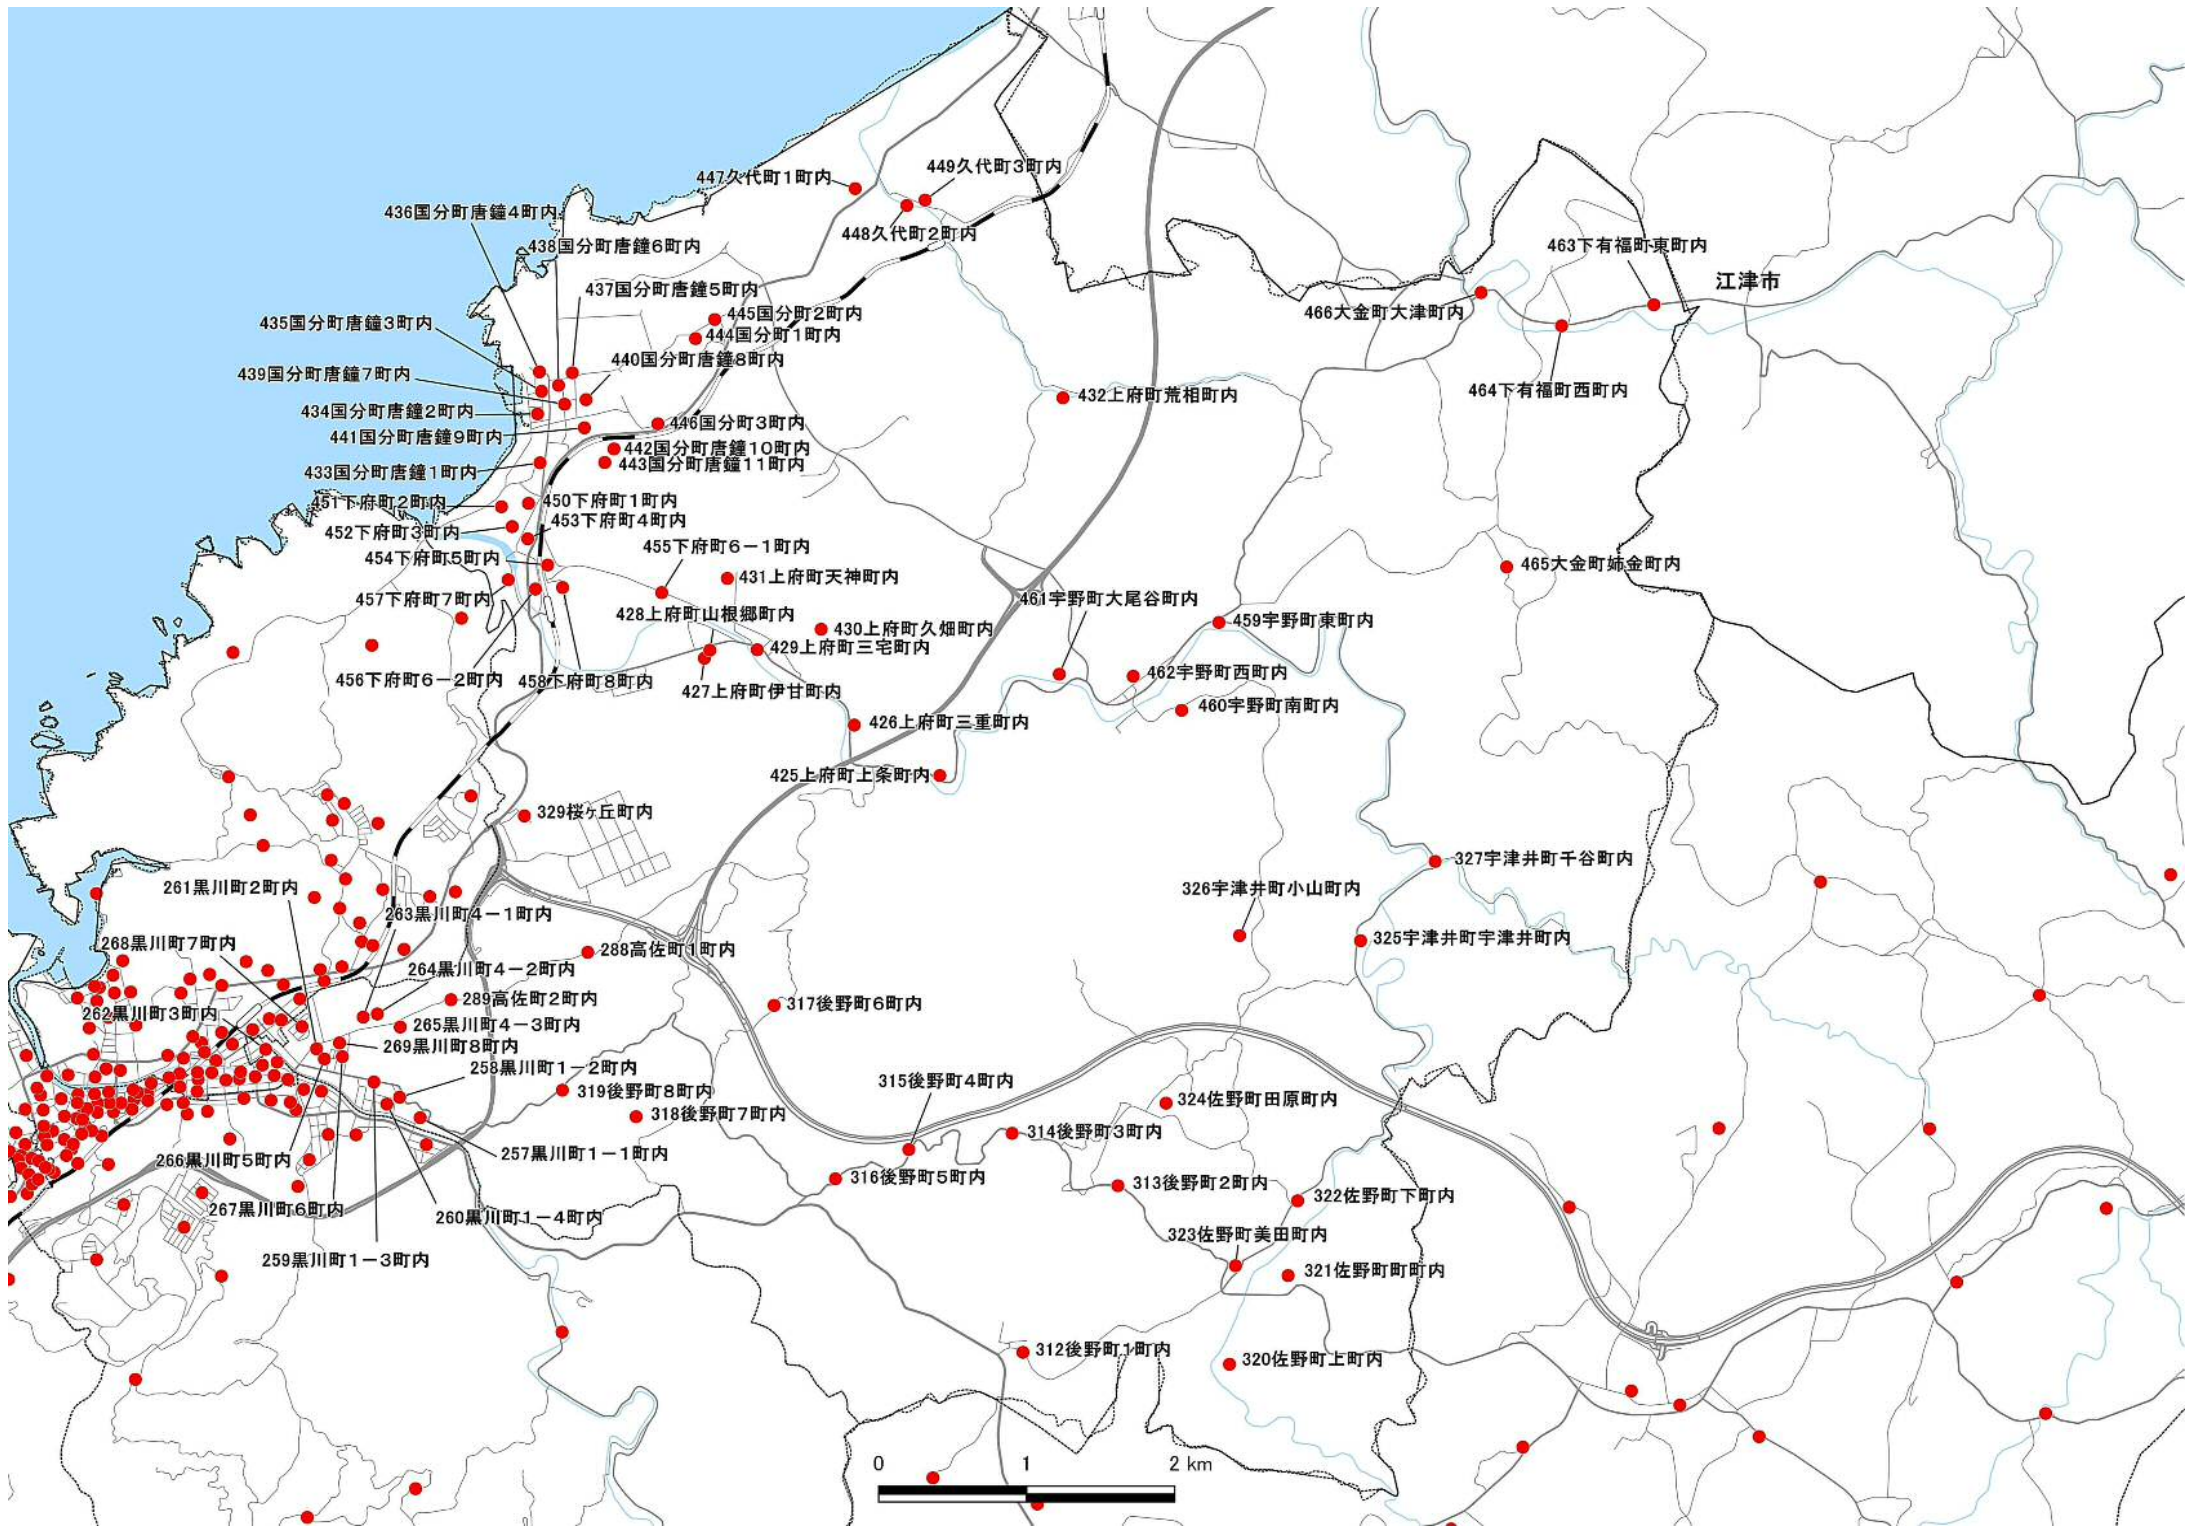 449久代町3町内
447久代町1町内
436国分町唐鐘4町内
448久代町2町内
438国分町唐鐘6町内
463下有福町東町内
江津市
437国分町唐鐘5町内
445国分町2町内
466大金町大津町内
435国分町唐鐘3町内
444国分町1町内
440国分町唐鐘8町内
439国分町唐鐘7町内
464下有福町西町内
432上府町荒相町内
434国分町唐鐘2町内
446国分町3町内
441国分町唐鐘9町内
442国分町唐鐘10町内
443国分町唐鐘11町内
433国分町唐鐘1町内
451下府町2町内
450下府町1町内
453下府町4町内
452下府町3町内
455下府町6－1町内
454下府町5町内
465大金町姉金町内
431上府町天神町内
457下府町7町内
461宇野町大尾谷町内
428上府町山根郷町内
459宇野町東町内
430上府町久畑町内
429上府町三宅町内
462宇野町西町内
456下府町6－2町内
458下府町8町内
427上府町伊甘町内
460宇野町南町内
426上府町三重町内
425上府町上条町内
329桜ヶ丘町内
327宇津井町千谷町内
261黒川町2町内
326宇津井町小山町内
263黒川町4－1町内
268黒川町7町内
325宇津井町宇津井町内
288高佐町1町内
264黒川町4－2町内
289高佐町2町内
317後野町6町内
262黒川町3町内
265黒川町4－3町内
269黒川町8町内
258黒川町1－2町内
315後野町4町内
319後野町8町内
324佐野町田原町内
318後野町7町内
314後野町3町内
257黒川町1－1町内
266黒川町5町内
316後野町5町内
313後野町2町内
322佐野町下町内
267黒川町6町内
260黒川町1－4町内
323佐野町美田町内
259黒川町1－3町内
321佐野町町町内
312後野町1町内
320佐野町上町内
0 1 2 km